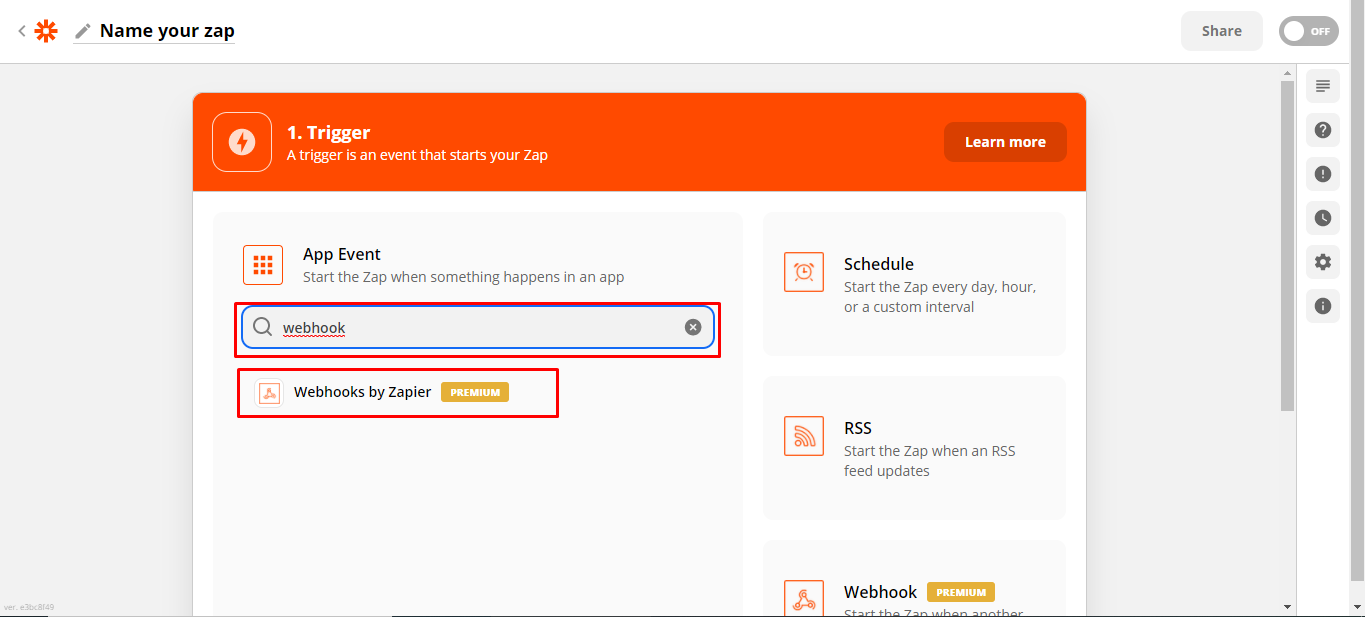 Name your zap
Share
OFF
1. Trigger
A trigger is an event that starts your Zap
Learn more
App Event
Start the Zap when something happens in an app
webhook
Webhooks by Zapier PREMIUM
Schedule
Start the Zap every day, hour,
or a custom interval
RSS
Start the Zap when an RSS
feed updates
Webhook PREMIUM
Start the Zap when another
ver. e3bc8f49